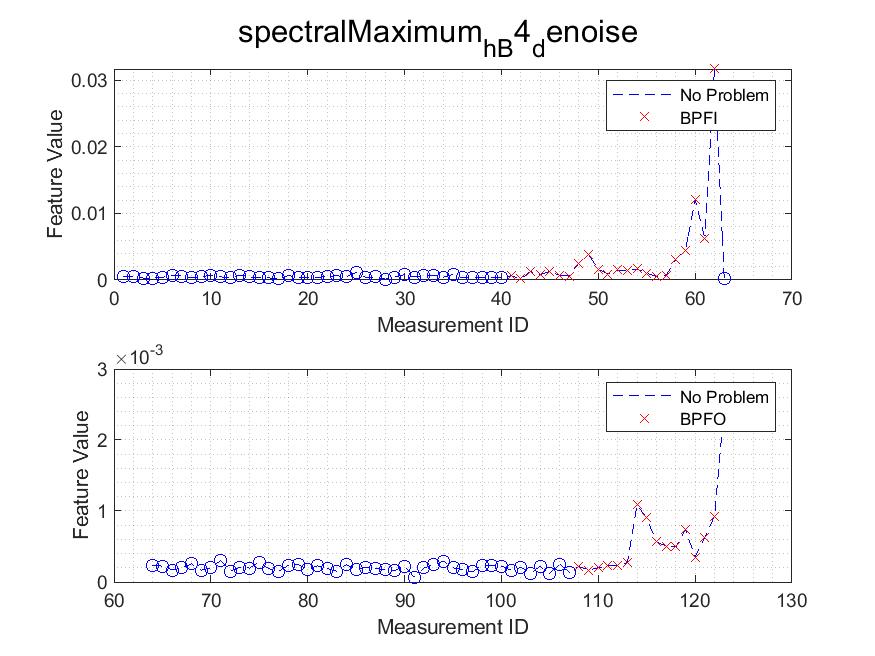 spectralMaximum_hB4_denoise
0.03
0.02
0.01
0
Feature Value
No Problem
BPFI
0 10 20 30 40 50 60 70
Measurement ID
×10-3
3
2
1
0
Feature Value
No Problem
BPFO
60 70 80 90 100 110 120 130
Measurement ID